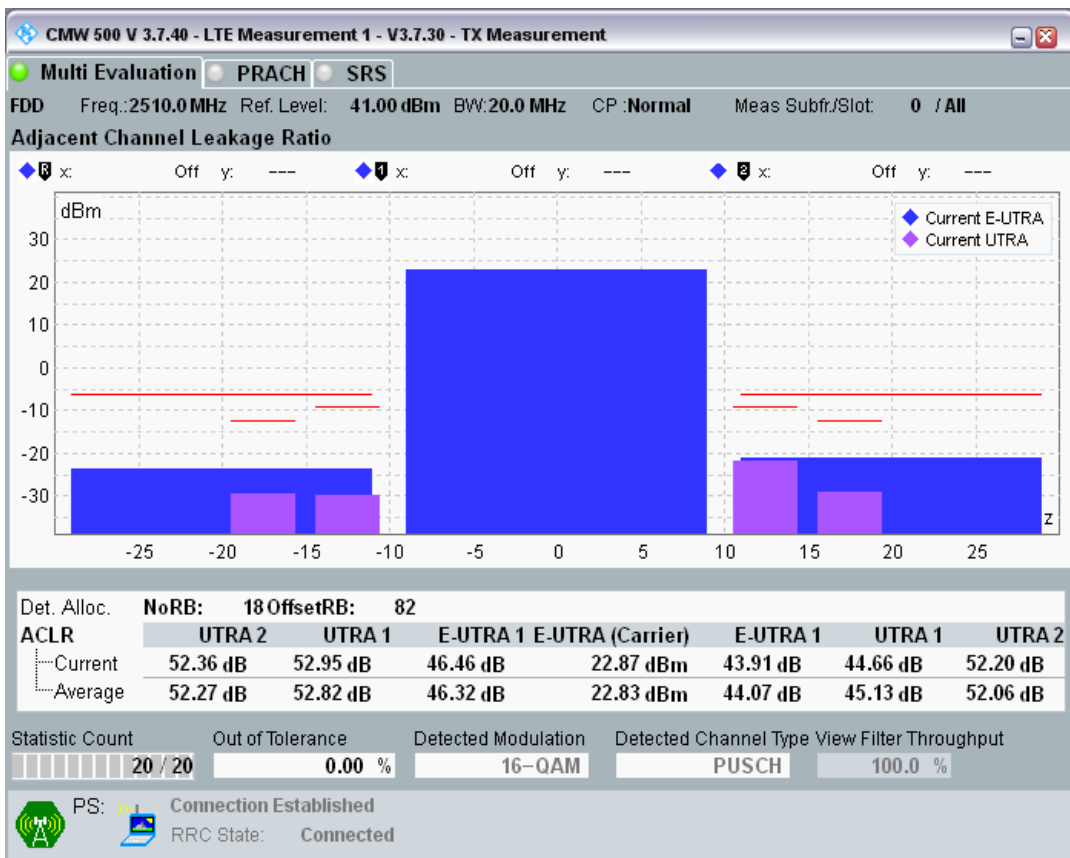 CMW 500 V 3.7.40 - LTE Measurement 1 - V3.7.30 - TX Measurement
Multi Evaluation PRACH SRS
FDD Freq.:2510.0 MHz Ref. Level: 41.00 dBm BW:20.0 MHz CP :Normal Meas Subfr./Slot: 0 / All
Adjacent Channel Leakage Ratio
R x: Off y: --- 1 x: Off y: --- 2 x: Off y: ---
dBm
Current E-UTRA
Current UTRA
30
20
10
0
-10
-20
-30
z
-25 -20 -15 -10 -5 0 5 10 15 20 25
Det. Alloc. NoRB: 18 OffsetRB: 82
ACLR UTRA 2 UTRA 1 E-UTRA 1 E-UTRA (Carrier) E-UTRA 1 UTRA 1 UTRA 2
Current 52.36 dB 52.95 dB 46.46 dB 22.87 dBm 43.91 dB 44.66 dB 52.20 dB
Average 52.27 dB 52.82 dB 46.32 dB 22.83 dBm 44.07 dB 45.13 dB 52.06 dB
Statistic Count Out of Tolerance Detected Modulation Detected Channel Type View Filter Throughput
20 / 20 0.00 % 16-QAM PUSCH 100.0 %
PS: Connection Established
RRC State: Connected